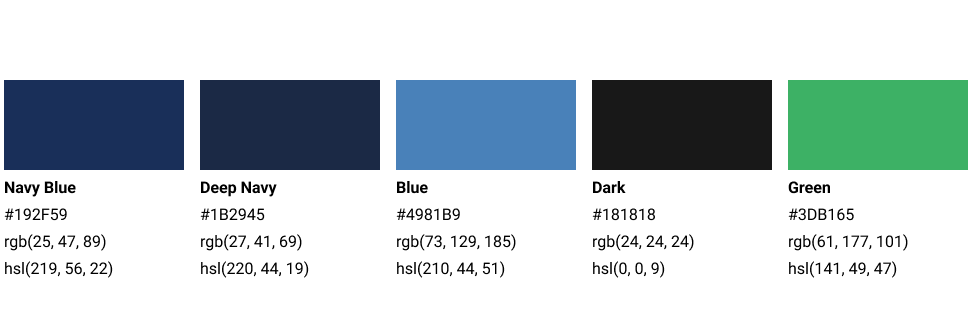 Navy Blue
#192F59
rgb(25, 47, 89)
hsl(219, 56, 22)
Deep Navy
#1B2945
rgb(27, 41, 69)
hsl(220, 44, 19)
Blue
#4981B9
rgb(73, 129, 185)
hsl(210, 44, 51)
Dark
#181818
rgb(24, 24, 24)
hsl(0, 0, 9)
Green
#3DB165
rgb(61, 177, 101)
hsl(141, 49, 47)